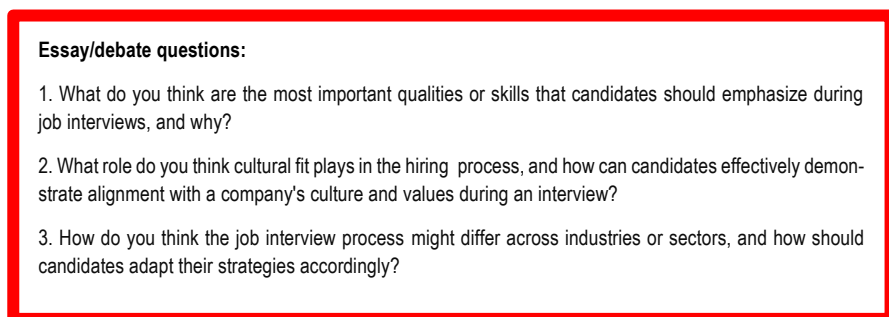 Essay/debate questions:
1. What do you think are the most important qualities or skills that candidates should emphasize during
job interviews, and why?
2. What role do you think cultural fit plays in the hiring process, and how can candidates effectively demon-
strate alignment with a company's culture and values during an interview?
3. How do you think the job interview process might differ across industries or sectors, and how should
candidates adapt their strategies accordingly?